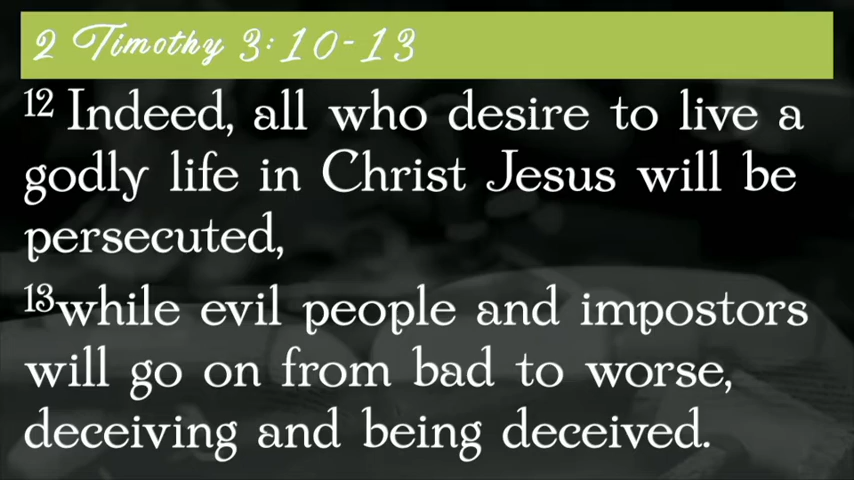 2 Timothy 3:10-13
12 Indeed, all who desire to live a
godly life in Christ Jesus will be
persecuted,
13while evil people and impostors
will go on from bad to worse,
deceiving and being deceived.